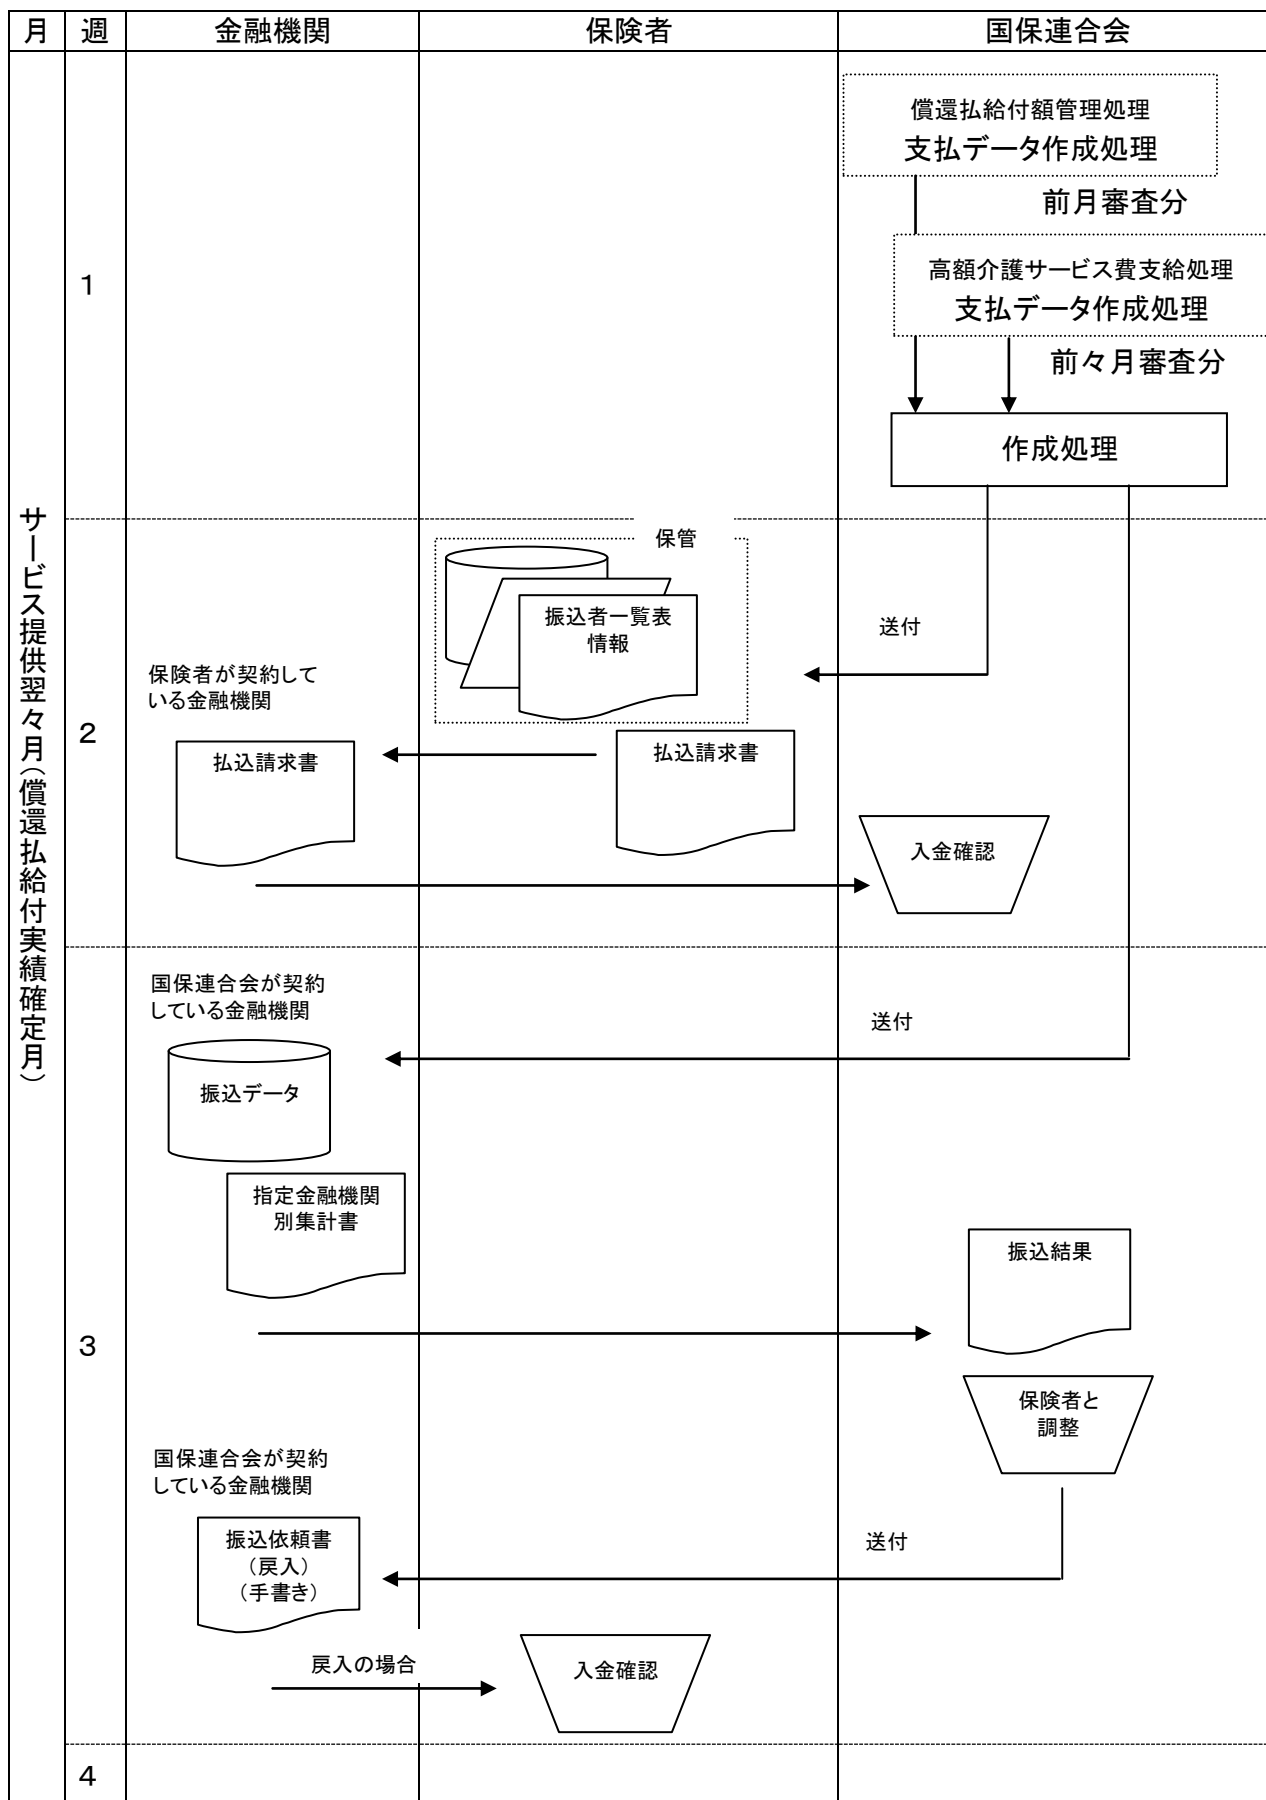 月
週
金融機関
保険者
国保連合会
サービス提供翌々月（償還払給付実績確定月）
1
償還払給付額管理処理
支払データ作成処理
前月審査分
高額介護サービス費支給処理
支払データ作成処理
前々月審査分
作成処理
2
保管
振込者一覧表
情報
送付
保険者が契約して
いる金融機関
払込請求書
払込請求書
入金確認
3
国保連合会が契約
している金融機関
送付
振込データ
指定金融機関
別集計書
振込結果
保険者と
調整
国保連合会が契約
している金融機関
振込依頼書
（戻入）
（手書き）
送付
戻入の場合
入金確認
4